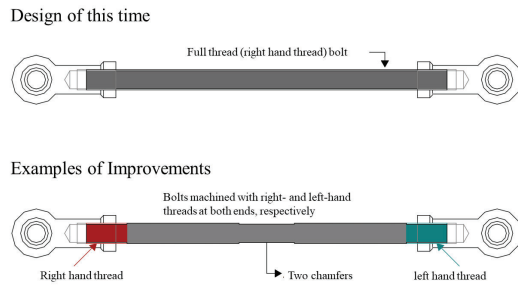 Design of this time
Full thread (right hand thread) bolt
Examples of Improvements
Bolts machined with right- and left-hand
threads at both ends, respectively
Right hand thread
Two chamfers
left hand thread